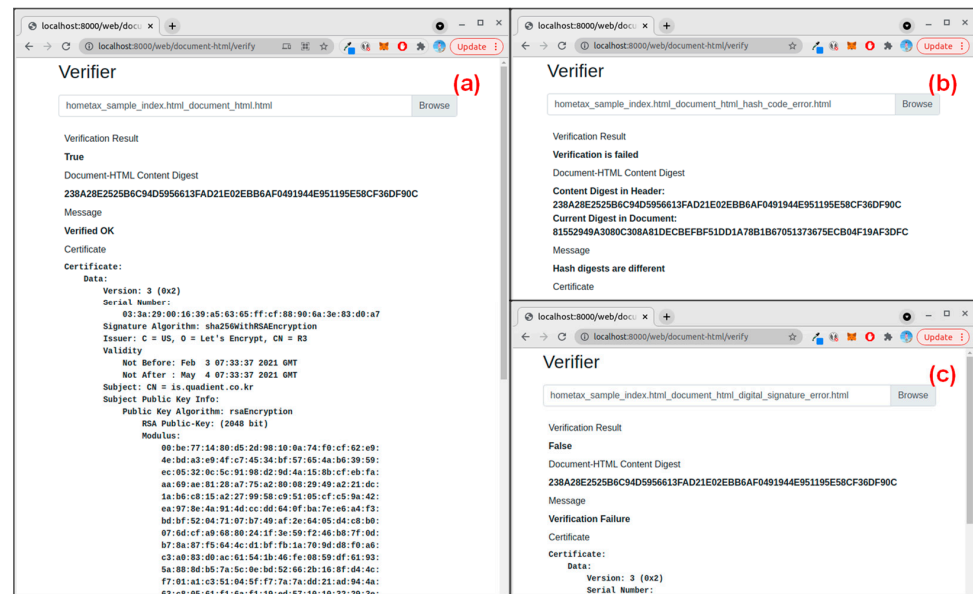 localhost:8000/web/docu
localhost:8000/web/document-html/verify
Update
Verifier
(a)
hometax_sample_index.html_document_html.html
Browse
Verification Result
True
Document-HTML Content Digest
238A28E2525B6C94D5956613FAD21E02EBB6AF0491944E951195E58CF36DF90C
Message
Verified OK
Certificate
Certificate:
Data:
Version: 3 (0x2)
Serial Number:
03:3a:29:00:16:39:a5:63:65:ff:cf:88:90:6a:3e:83:d0:a7
Signature Algorithm: sha256WithRSAEncryption
Issuer: C = US, O = Let's Encrypt, CN = R3
Validity
Not Before: Feb  3 07:33:37 2021 GMT
Not After : May  4 07:33:37 2021 GMT
Subject: CN = is.quadient.co.kr
Subject Public Key Info:
Public Key Algorithm: rsaEncryption
RSA Public-Key: (2048 bit)
Modulus:
00:be:77:14:80:d5:2d:98:10:0a:74:f0:cf:62:e9:
4e:bd:a3:e9:4f:c7:45:34:bf:57:65:4a:b6:39:59:
ec:05:32:0c:5c:91:98:d2:9d:4a:15:8b:cf:eb:fa:
aa:69:ae:81:28:a7:75:a2:80:08:29:49:a2:21:dc:
1a:b6:c8:15:a2:27:99:58:c9:51:05:cf:c5:9a:42:
ea:97:8e:4a:91:4d:cc:dd:64:0f:ba:7e:e6:a4:f3:
bd:bf:52:04:71:07:b7:49:af:2e:64:05:d4:c8:b0:
07:6d:cf:a9:68:80:24:1f:3e:59:f2:46:b8:7f:0d:
b7:8a:87:f5:64:4c:d1:bf:fb:1a:70:9d:d8:f0:a6:
c3:a0:83:d0:ac:61:54:1b:46:fe:08:59:df:61:93:
5a:88:8d:b5:7a:5c:0e:bd:52:66:2b:16:8f:d4:4c:
f7:01:a1:c3:51:04:5f:f7:7a:7a:dd:21:ad:94:4a:
localhost:8000/web/docu
localhost:8000/web/document-html/verify
Update
Verifier
(b)
hometax_sample_index.html_document_html_hash_code_error.html
Browse
Verification Result
Verification is failed
Document-HTML Content Digest
Content Digest in Header:
238A28E2525B6C94D5956613FAD21E02EBB6AF0491944E951195E58CF36DF90C
Current Digest in Document:
81552949A3080C308A81DECBEFBF51DD1A78B1B67051373675ECB04F19AF3DFC
Message
Hash digests are different
Certificate
localhost:8000/web/docu
localhost:8000/web/document-html/verify
Update
Verifier
(c)
hometax_sample_index.html_document_html_digital_signature_error.html
Browse
Verification Result
False
Document-HTML Content Digest
238A28E2525B6C94D5956613FAD21E02EBB6AF0491944E951195E58CF36DF90C
Message
Verification Failure
Certificate
Certificate:
Data:
Version: 3 (0x2)
Serial Number: